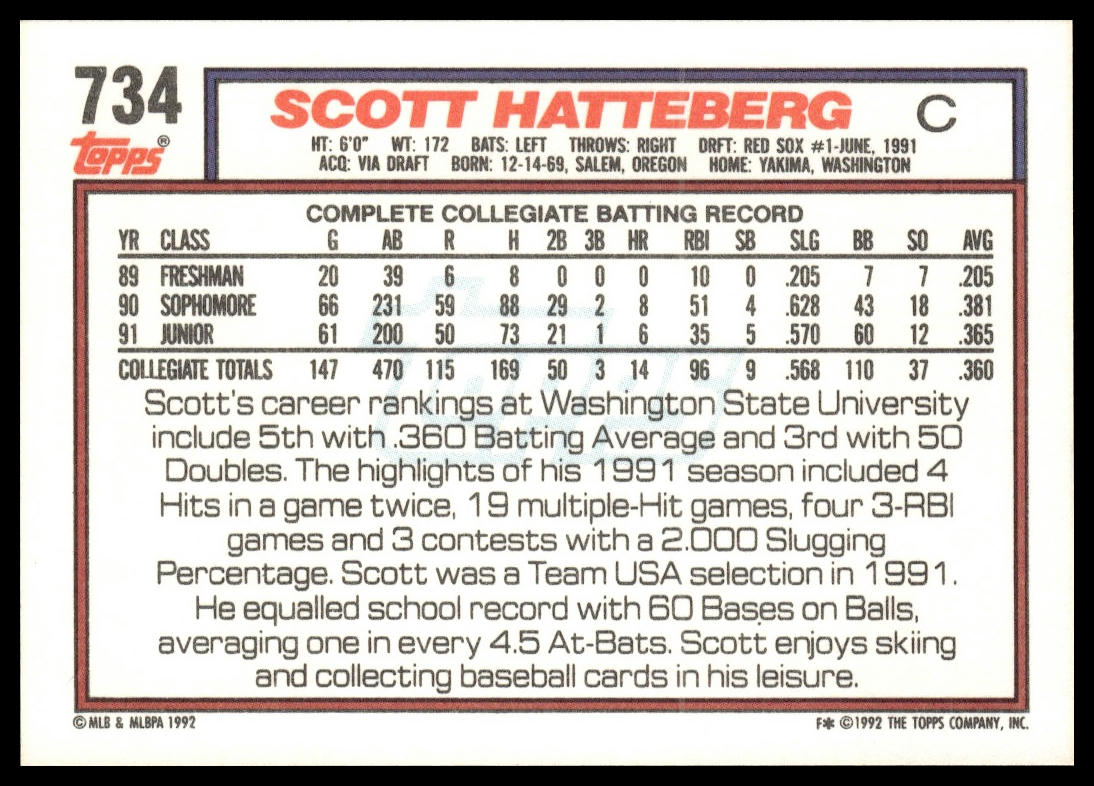 734
Topps®
SCOTT HATTEBERG C
HT: 6'0" WT: 172 BATS: LEFT THROWS: RIGHT DRFT: RED SOX #1-JUNE, 1991
ACQ: VIA DRAFT BORN: 12-14-69, SALEM, OREGON HOME: YAKIMA, WASHINGTON
COMPLETE COLLEGIATE BATTING RECORD
YR CLASS G AB R H 2B 3B HR RBI SB SLG BB SO AVG
89 FRESHMAN 20 39 6 8 0 0 0 10 0 .205 7 7 .205
90 SOPHOMORE 66 231 59 88 29 2 8 51 4 .628 43 18 .381
91 JUNIOR 61 200 50 73 21 1 6 35 5 .570 60 12 .365
COLLEGIATE TOTALS 147 470 115 169 50 3 14 96 9 .568 110 37 .360
Scott's career rankings at Washington State University
include 5th with .360 Batting Average and 3rd with 50
Doubles. The highlights of his 1991 season included 4
Hits in a game twice, 19 multiple-Hit games, four 3-RBI
games and 3 contests with a 2.000 Slugging
Percentage. Scott was a Team USA selection in 1991.
He equalled school record with 60 Bases on Balls,
averaging one in every 4.5 At-Bats. Scott enjoys skiing
and collecting baseball cards in his leisure.
© MLB & MLBPA 1992 F✱ ©1992 THE TOPPS COMPANY, INC.